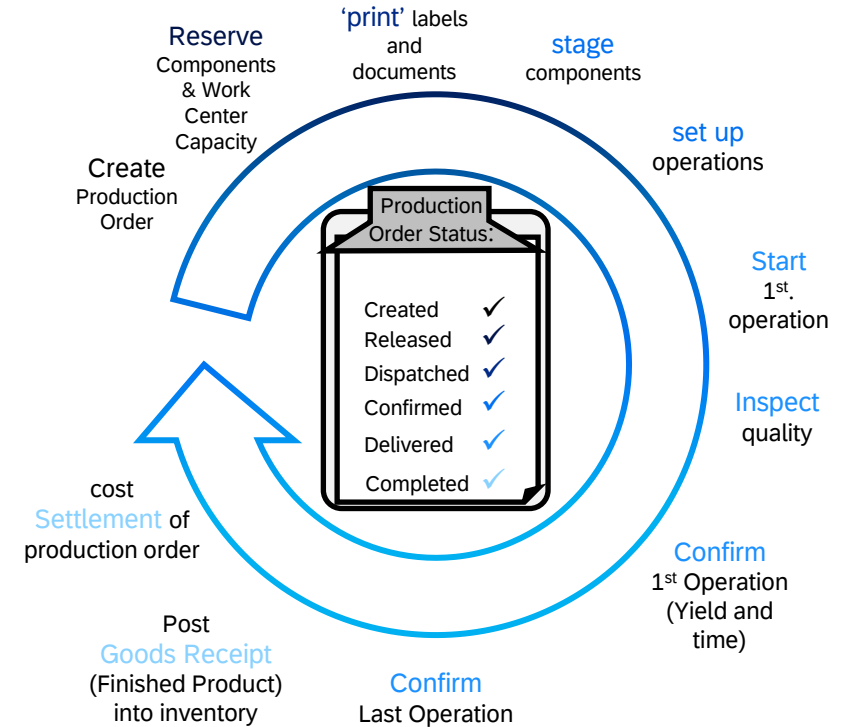 Create
Production
Order
Reserve
Components
& Work
Center
Capacity
‘print’ labels
and
documents
stage
components
set up
operations
Start
1st.
operation
Inspect
quality
Confirm
1st Operation
(Yield and
time)
Confirm
Last Operation
Post
Goods Receipt
(Finished Product)
into inventory
cost
Settlement of
production order
Production
Order Status:
Created ✓
Released ✓
Dispatched ✓
Confirmed ✓
Delivered ✓
Completed ✓